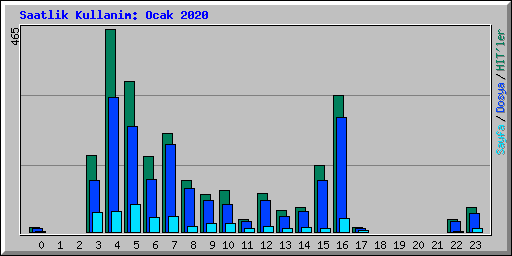 Saatlik Kullanim: Ocak 2020
465
Sayfa/Dosya/HIT'ler
0 1 2 3 4 5 6 7 8 9 10 11 12 13 14 15 16 17 18 19 20 21 22 23